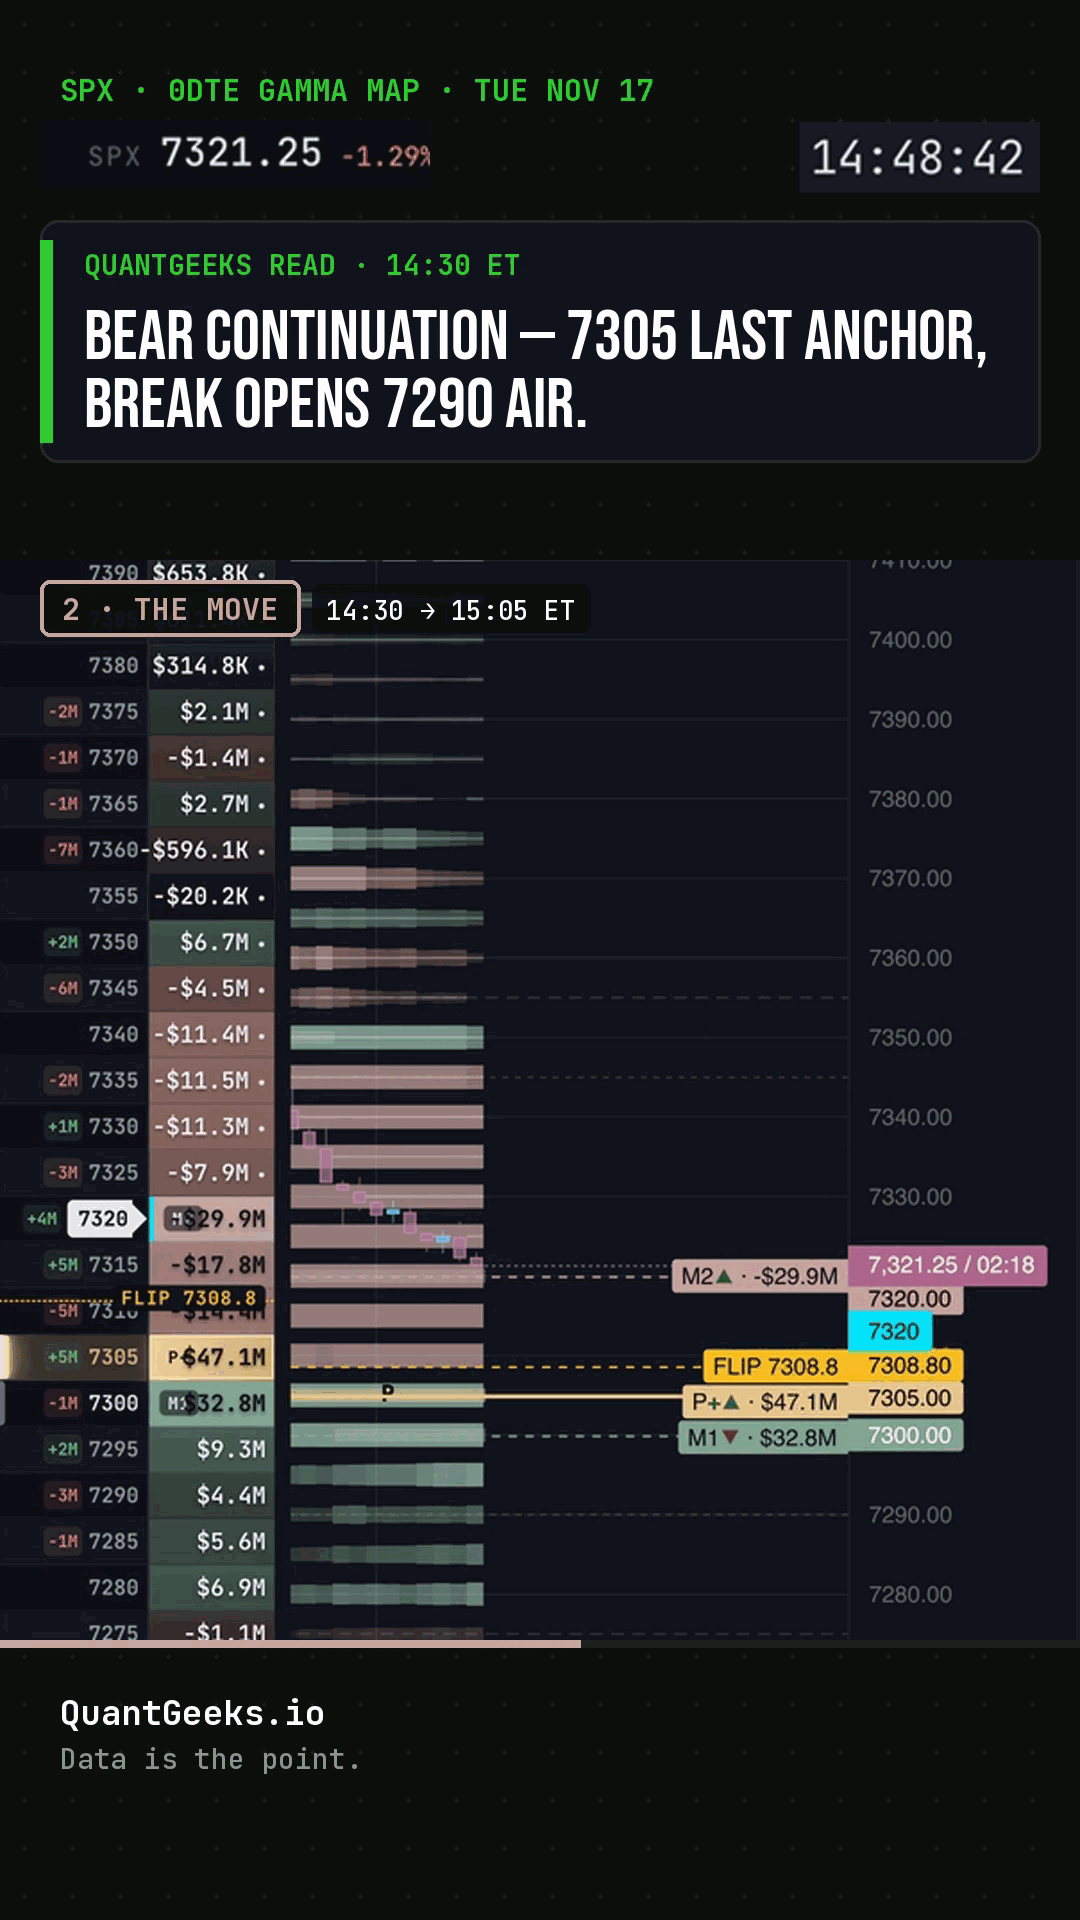 SPX · 0DTE GAMMA MAP · TUE NOV 17
SPX 7321.25 -1.29%
14:48:42
QUANTGEEKS READ · 14:30 ET
BEAR CONTINUATION — 7305 LAST ANCHOR,
BREAK OPENS 7290 AIR.
7390 $653.8K
2 · THE MOVE
14:30 → 15:05 ET
7380 $314.8K
-2M 7375 $2.1M
-1M 7370 -$1.4M
-1M 7365 $2.7M
-7M 7360 -$596.1K
7355 -$20.2K
+2M 7350 $6.7M
-6M 7345 -$4.5M
7340 -$11.4M
-2M 7335 -$11.5M
+1M 7330 -$11.3M
-3M 7325 -$7.9M
+4M 7320 $29.9M
+5M 7315 -$17.8M
FLIP 7308.8
-5M
+5M 7305 $47.1M
-1M 7300 $32.8M
+2M 7295 $9.3M
-3M 7290 $4.4M
-1M 7285 $5.6M
7280 $6.9M
7275 -$1.1M
7410.00
7400.00
7390.00
7380.00
7370.00
7360.00
7350.00
7340.00
7330.00
7,321.25 / 02:18
M2▲ · -$29.9M 7320.00
7320
FLIP 7308.8 7308.80
P+▲ · $47.1M 7305.00
M1▼ · $32.8M 7300.00
7290.00
7280.00
QuantGeeks.io
Data is the point.